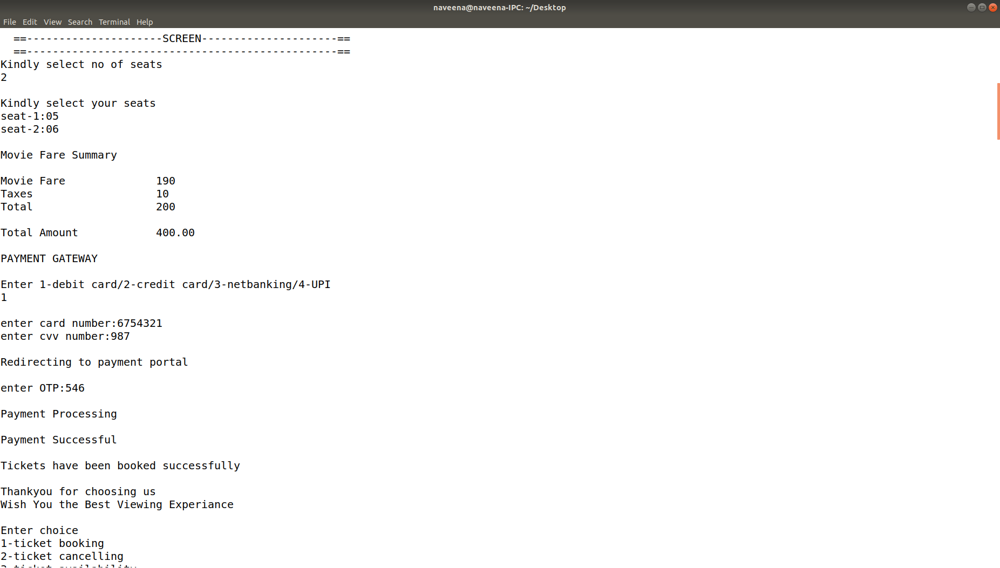 naveena@naveena-IPC: ~/Desktop
File Edit View Search Terminal Help
==---------------------SCREEN---------------------==
==------------------------------------------------==
Kindly select no of seats
2
Kindly select your seats
seat-1:05
seat-2:06
Movie Fare Summary
Movie Fare 190
Taxes 10
Total 200
Total Amount 400.00
PAYMENT GATEWAY
Enter 1-debit card/2-credit card/3-netbanking/4-UPI
1
enter card number:6754321
enter cvv number:987
Redirecting to payment portal
enter OTP:546
Payment Processing
Payment Successful
Tickets have been booked successfully
Thankyou for choosing us
Wish You the Best Viewing Experiance
Enter choice
1-ticket booking
2-ticket cancelling
3-ticket availability